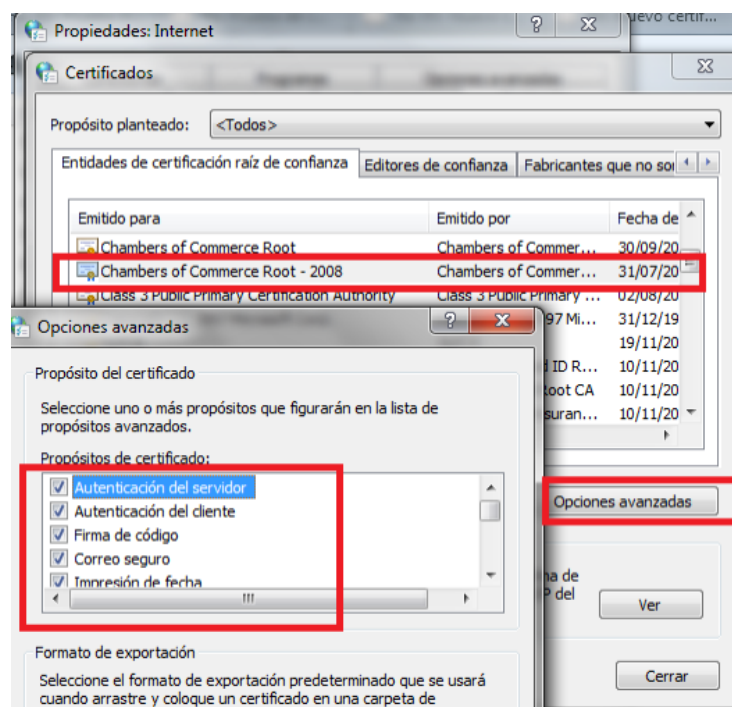 Propiedades: Internet
Certificados
Propósito planteado: <Todos>
Entidades de certificación raíz de confianza Editores de confianza Fabricantes que no so
Emitido para Emitido por Fecha de
Chambers of Commerce Root Chambers of Commer... 30/09/20
Chambers of Commerce Root - 2008 Chambers of Commer... 31/07/20
Class 3 Public Primary Certification Authority Class 3 Public Primary ... 02/08/20
97 Mi... 31/12/19
19/11/20
ID R... 10/11/20
Root CA 10/11/20
suran... 10/11/20
Opciones avanzadas
Propósito del certificado
Seleccione uno o más propósitos que figurarán en la lista de
propósitos avanzados.
Propósitos de certificado:
Autenticación del servidor
Autenticación del cliente
Firma de código
Correo seguro
Impresión de fecha
Opciones avanzadas
na de
P del
Ver
Formato de exportación
Seleccione el formato de exportación predeterminado que se usará
cuando arrastre y coloque un certificado en una carpeta de
Cerrar